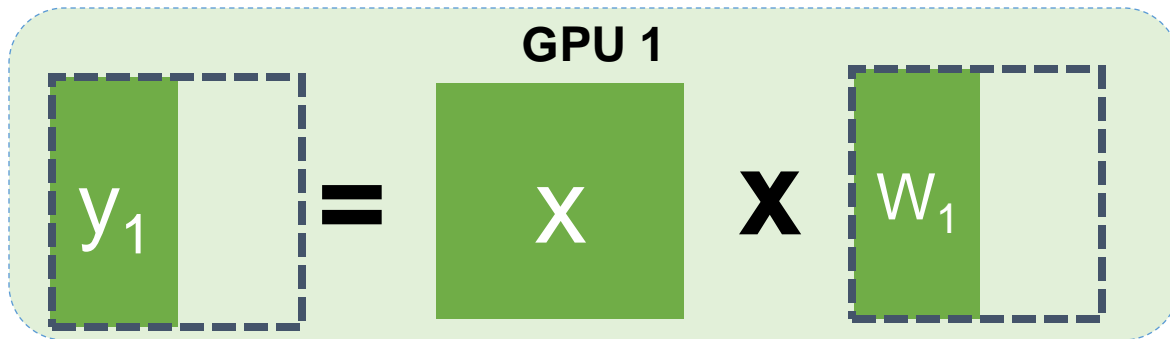 GPU 1
y₁ = x x W₁